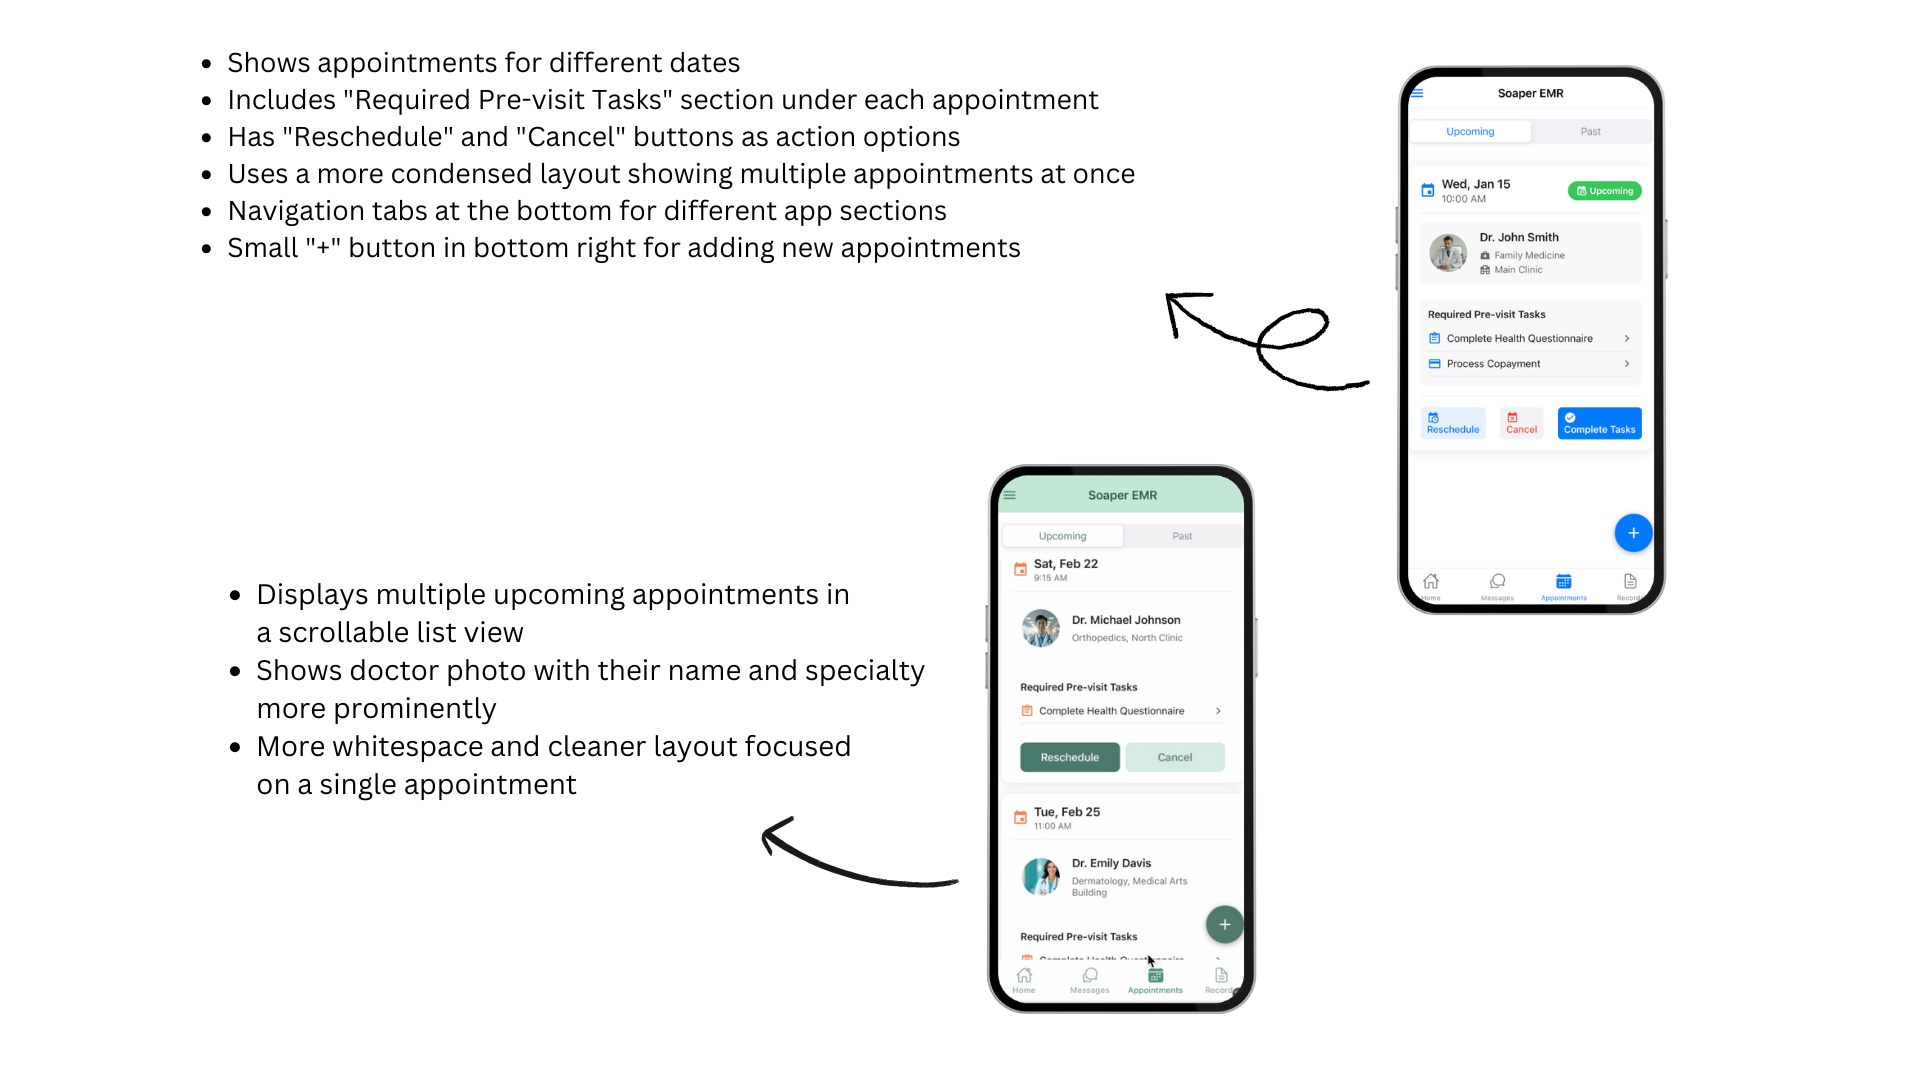 Shows appointments for different dates
Includes "Required Pre-visit Tasks" section under each appointment
Has "Reschedule" and "Cancel" buttons as action options
Uses a more condensed layout showing multiple appointments at once
Navigation tabs at the bottom for different app sections
Small "+" button in bottom right for adding new appointments
Soaper EMR
Upcoming Past
Wed, Jan 15
10:00 AM
Upcoming
Dr. John Smith
Family Medicine
Main Clinic
Required Pre-visit Tasks
Complete Health Questionnaire
Process Copayment
Reschedule Cancel Complete Tasks
+
Home Messages Appointments Records
Displays multiple upcoming appointments in
a scrollable list view
Shows doctor photo with their name and specialty
more prominently
More whitespace and cleaner layout focused
on a single appointment
Soaper EMR
Upcoming Past
Sat, Feb 22
9:15 AM
Dr. Michael Johnson
Orthopedics, North Clinic
Required Pre-visit Tasks
Complete Health Questionnaire
Reschedule Cancel
Tue, Feb 25
11:00 AM
Dr. Emily Davis
Dermatology, Medical Arts
Building
+
Required Pre-visit Tasks
Complete Health Questionnaire
Home Messages Appointments Record